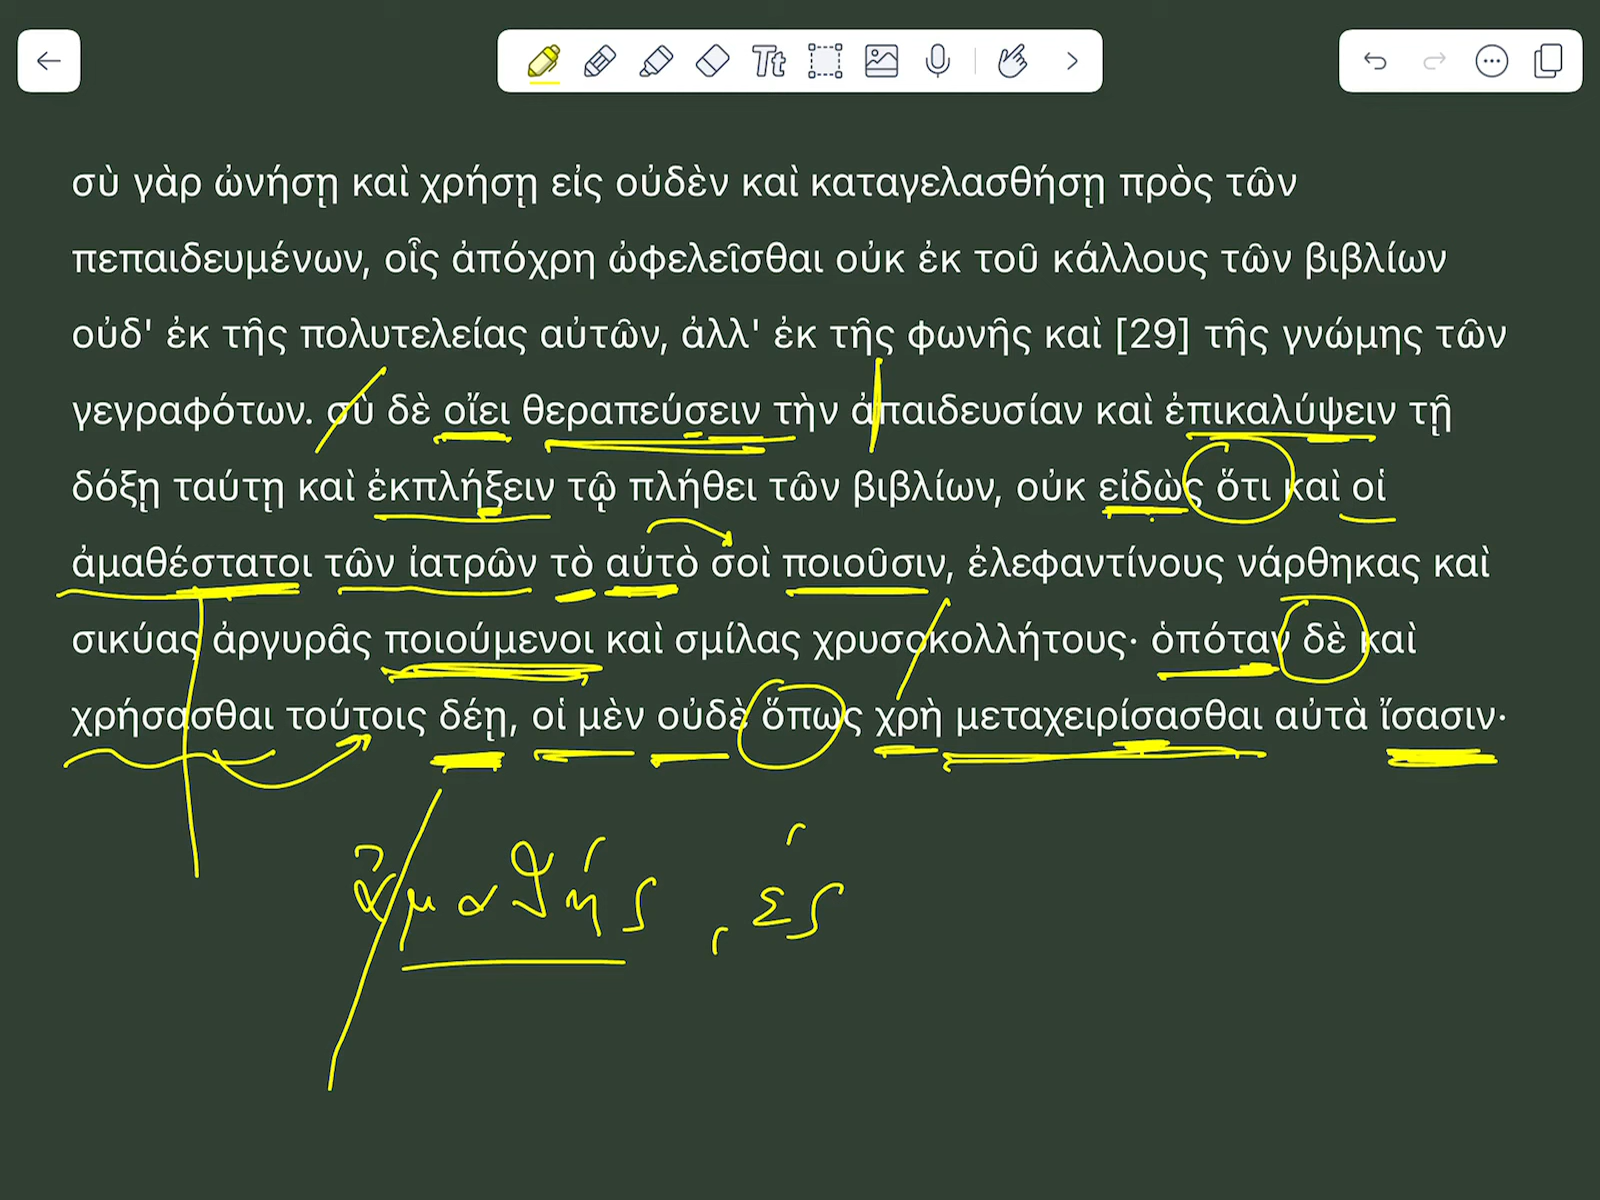 Tt
σὺ γὰρ ὠνήσῃ καὶ χρήσῃ εἰς οὐδὲν καὶ καταγελασθήσῃ πρὸς τῶν
πεπαιδευμένων, οἷς ἀπόχρη ὠφελεῖσθαι οὐκ ἐκ τοῦ κάλλους τῶν βιβλίων
οὐδ' ἐκ τῆς πολυτελείας αὐτῶν, ἀλλ' ἐκ τῆς φωνῆς καὶ [29] τῆς γνώμης τῶν
γεγραφότων. σὺ δὲ οἴει θεραπεύσειν τὴν ἀπαιδευσίαν καὶ ἐπικαλύψειν τῇ
δόξῃ ταύτῃ καὶ ἐκπλήξειν τῷ πλήθει τῶν βιβλίων, οὐκ εἰδὼς ὅτι καὶ οἱ
ἀμαθέστατοι τῶν ἰατρῶν τὸ αὐτὸ σοὶ ποιοῦσιν, ἐλεφαντίνους νάρθηκας καὶ
σικύας ἀργυρᾶς ποιούμενοι καὶ σμίλας χρυσοκολλήτους· ὁπόταν δὲ καὶ
χρήσασθαι τούτοις δέῃ, οἱ μὲν οὐδὲ ὅπως χρὴ μεταχειρίσασθαι αὐτὰ ἴσασιν·
ἀμαθής, ές